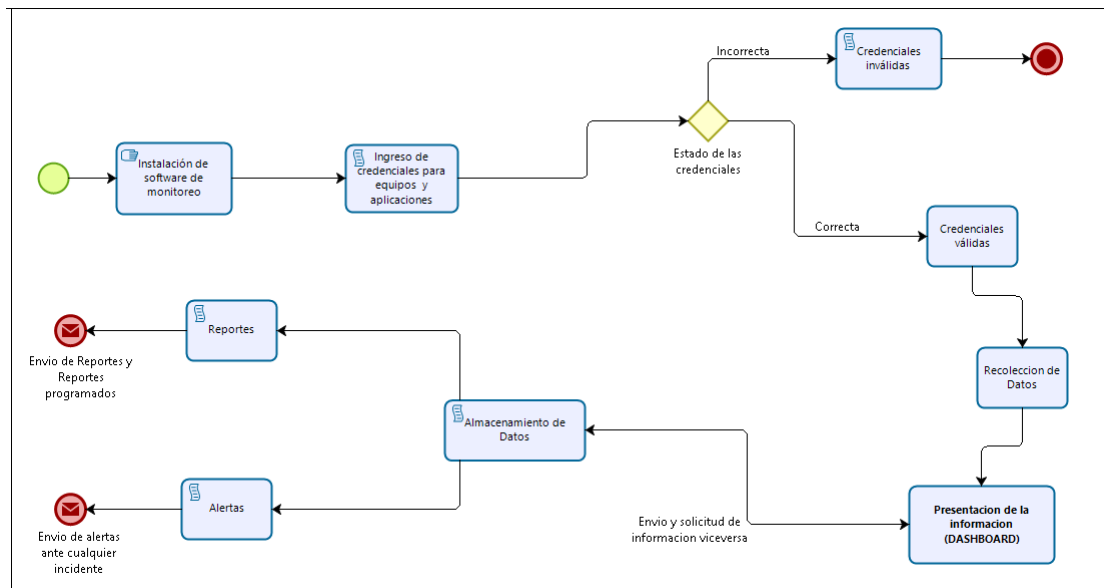 Incorrecta
Credenciales
inválidas
Estado de las
credenciales
Instalación de
software de
monitoreo
Ingreso de
credenciales para
equipos y
aplicaciones
Correcta
Credenciales
válidas
Reportes
Envio de Reportes y
Reportes
programados
Recoleccion de
Datos
Almacenamiento de
Datos
Alertas
Envio de alertas
ante cualquier
incidente
Envio y solicitud de
informacion viceversa
Presentacion de la
informacion
(DASHBOARD)